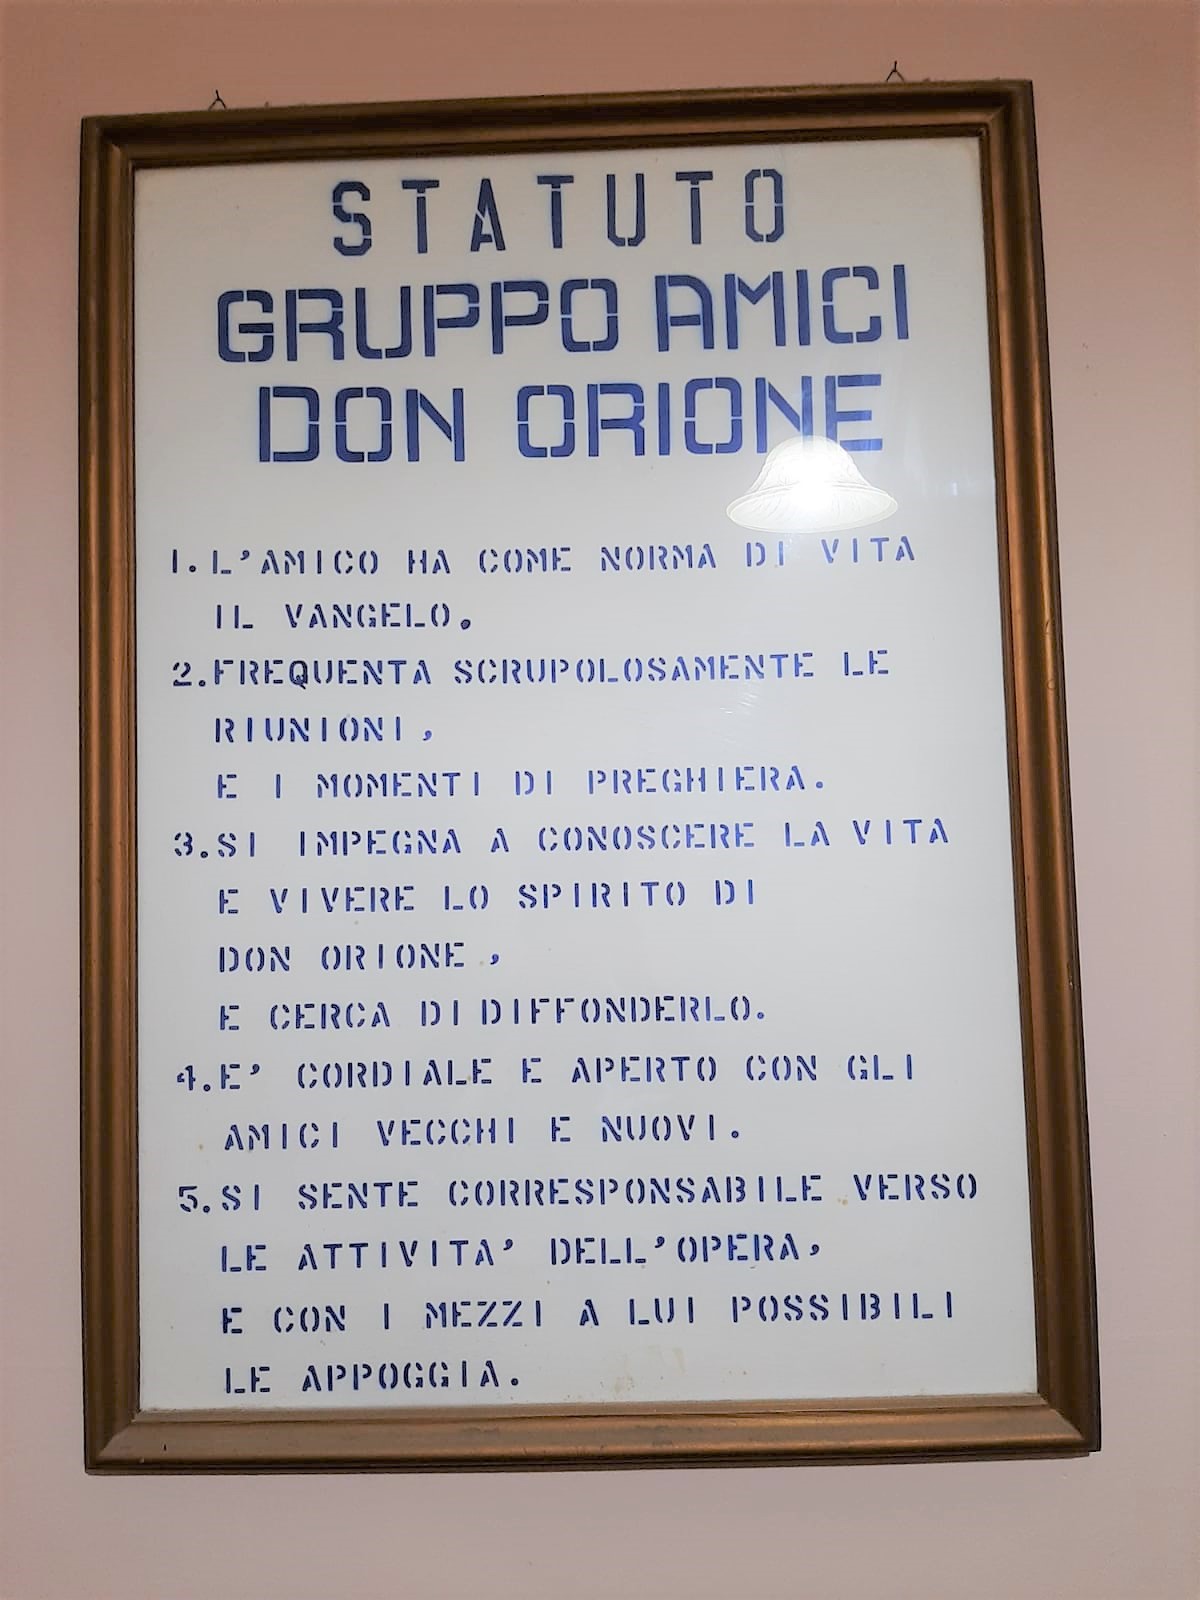 STATUTO
GRUPPO AMICI
DON ORIONE
1. L'AMICO HA COME NORMA DI VITA
IL VANGELO.
2. FREQUENTA SCRUPOLOSAMENTE LE
RIUNIONI,
E I MOMENTI DI PREGHIERA.
3. SI IMPEGNA A CONOSCERE LA VITA
E VIVERE LO SPIRITO DI
DON ORIONE,
E CERCA DI DIFFONDERLO.
4. E' CORDIALE E APERTO CON GLI
AMICI VECCHI E NUOVI.
5. SI SENTE CORRESPONSABILE VERSO
LE ATTIVITA' DELL'OPERA,
E CON I MEZZI A LUI POSSIBILI
LE APPOGGIA.